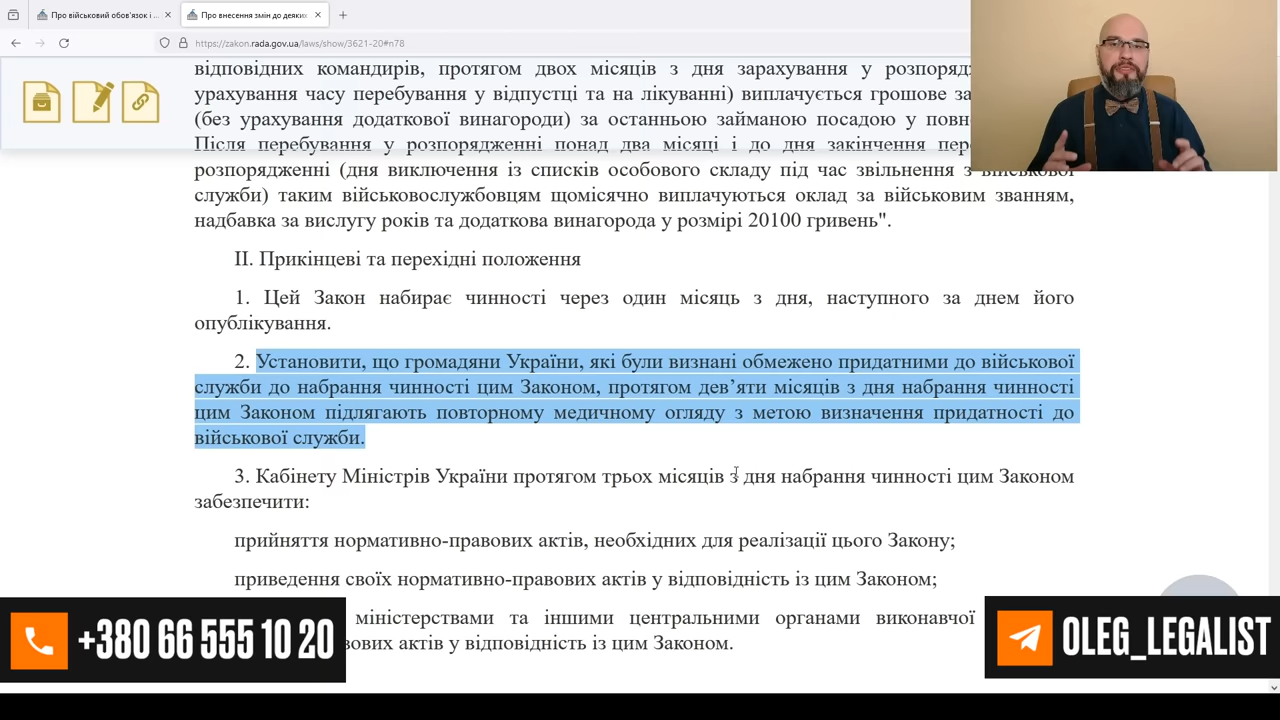 Про військовий обов'язок і ...
Про внесення змін до деяких
https://zakon.rada.gov.ua/laws/show/3621-20#n78
відповідних командирів, протягом двох місяців з дня зарахування у
урахування часу перебування у відпустці та на лікуванні) виплачується грошове
(без урахування додаткової винагороди) за останньою займаною посадою у
Після перебування у розпорядженні понад два місяці і до дня закінчення
розпорядженні (дня виключення із списків особового складу під час звільнення з військової
служби) таким військовослужбовцям щомісячно виплачуються оклад за військовим званням,
надбавка за вислугу років та додаткова винагорода у розмірі 20100 гривень".
II. Прикінцеві та перехідні положення
1. Цей Закон набирає чинності через один місяць з дня, наступного за днем його
опублікування.
2. Установити, що громадяни України, які були визнані обмежено придатними до військової
служби до набрання чинності цим Законом, протягом дев’яти місяців з дня набрання чинності
цим Законом підлягають повторному медичному огляду з метою визначення придатності до
військової служби.
3. Кабінету Міністрів України протягом трьох місяців з дня набрання чинності цим Законом
забезпечити:
прийняття нормативно-правових актів, необхідних для реалізації цього Закону;
приведення своїх нормативно-правових актів у відповідність із цим Законом;
міністерствами та іншими центральними органами виконавчої
актів у відповідність із цим Законом.
+380 66 555 10 20
OLEG_LEGALIST